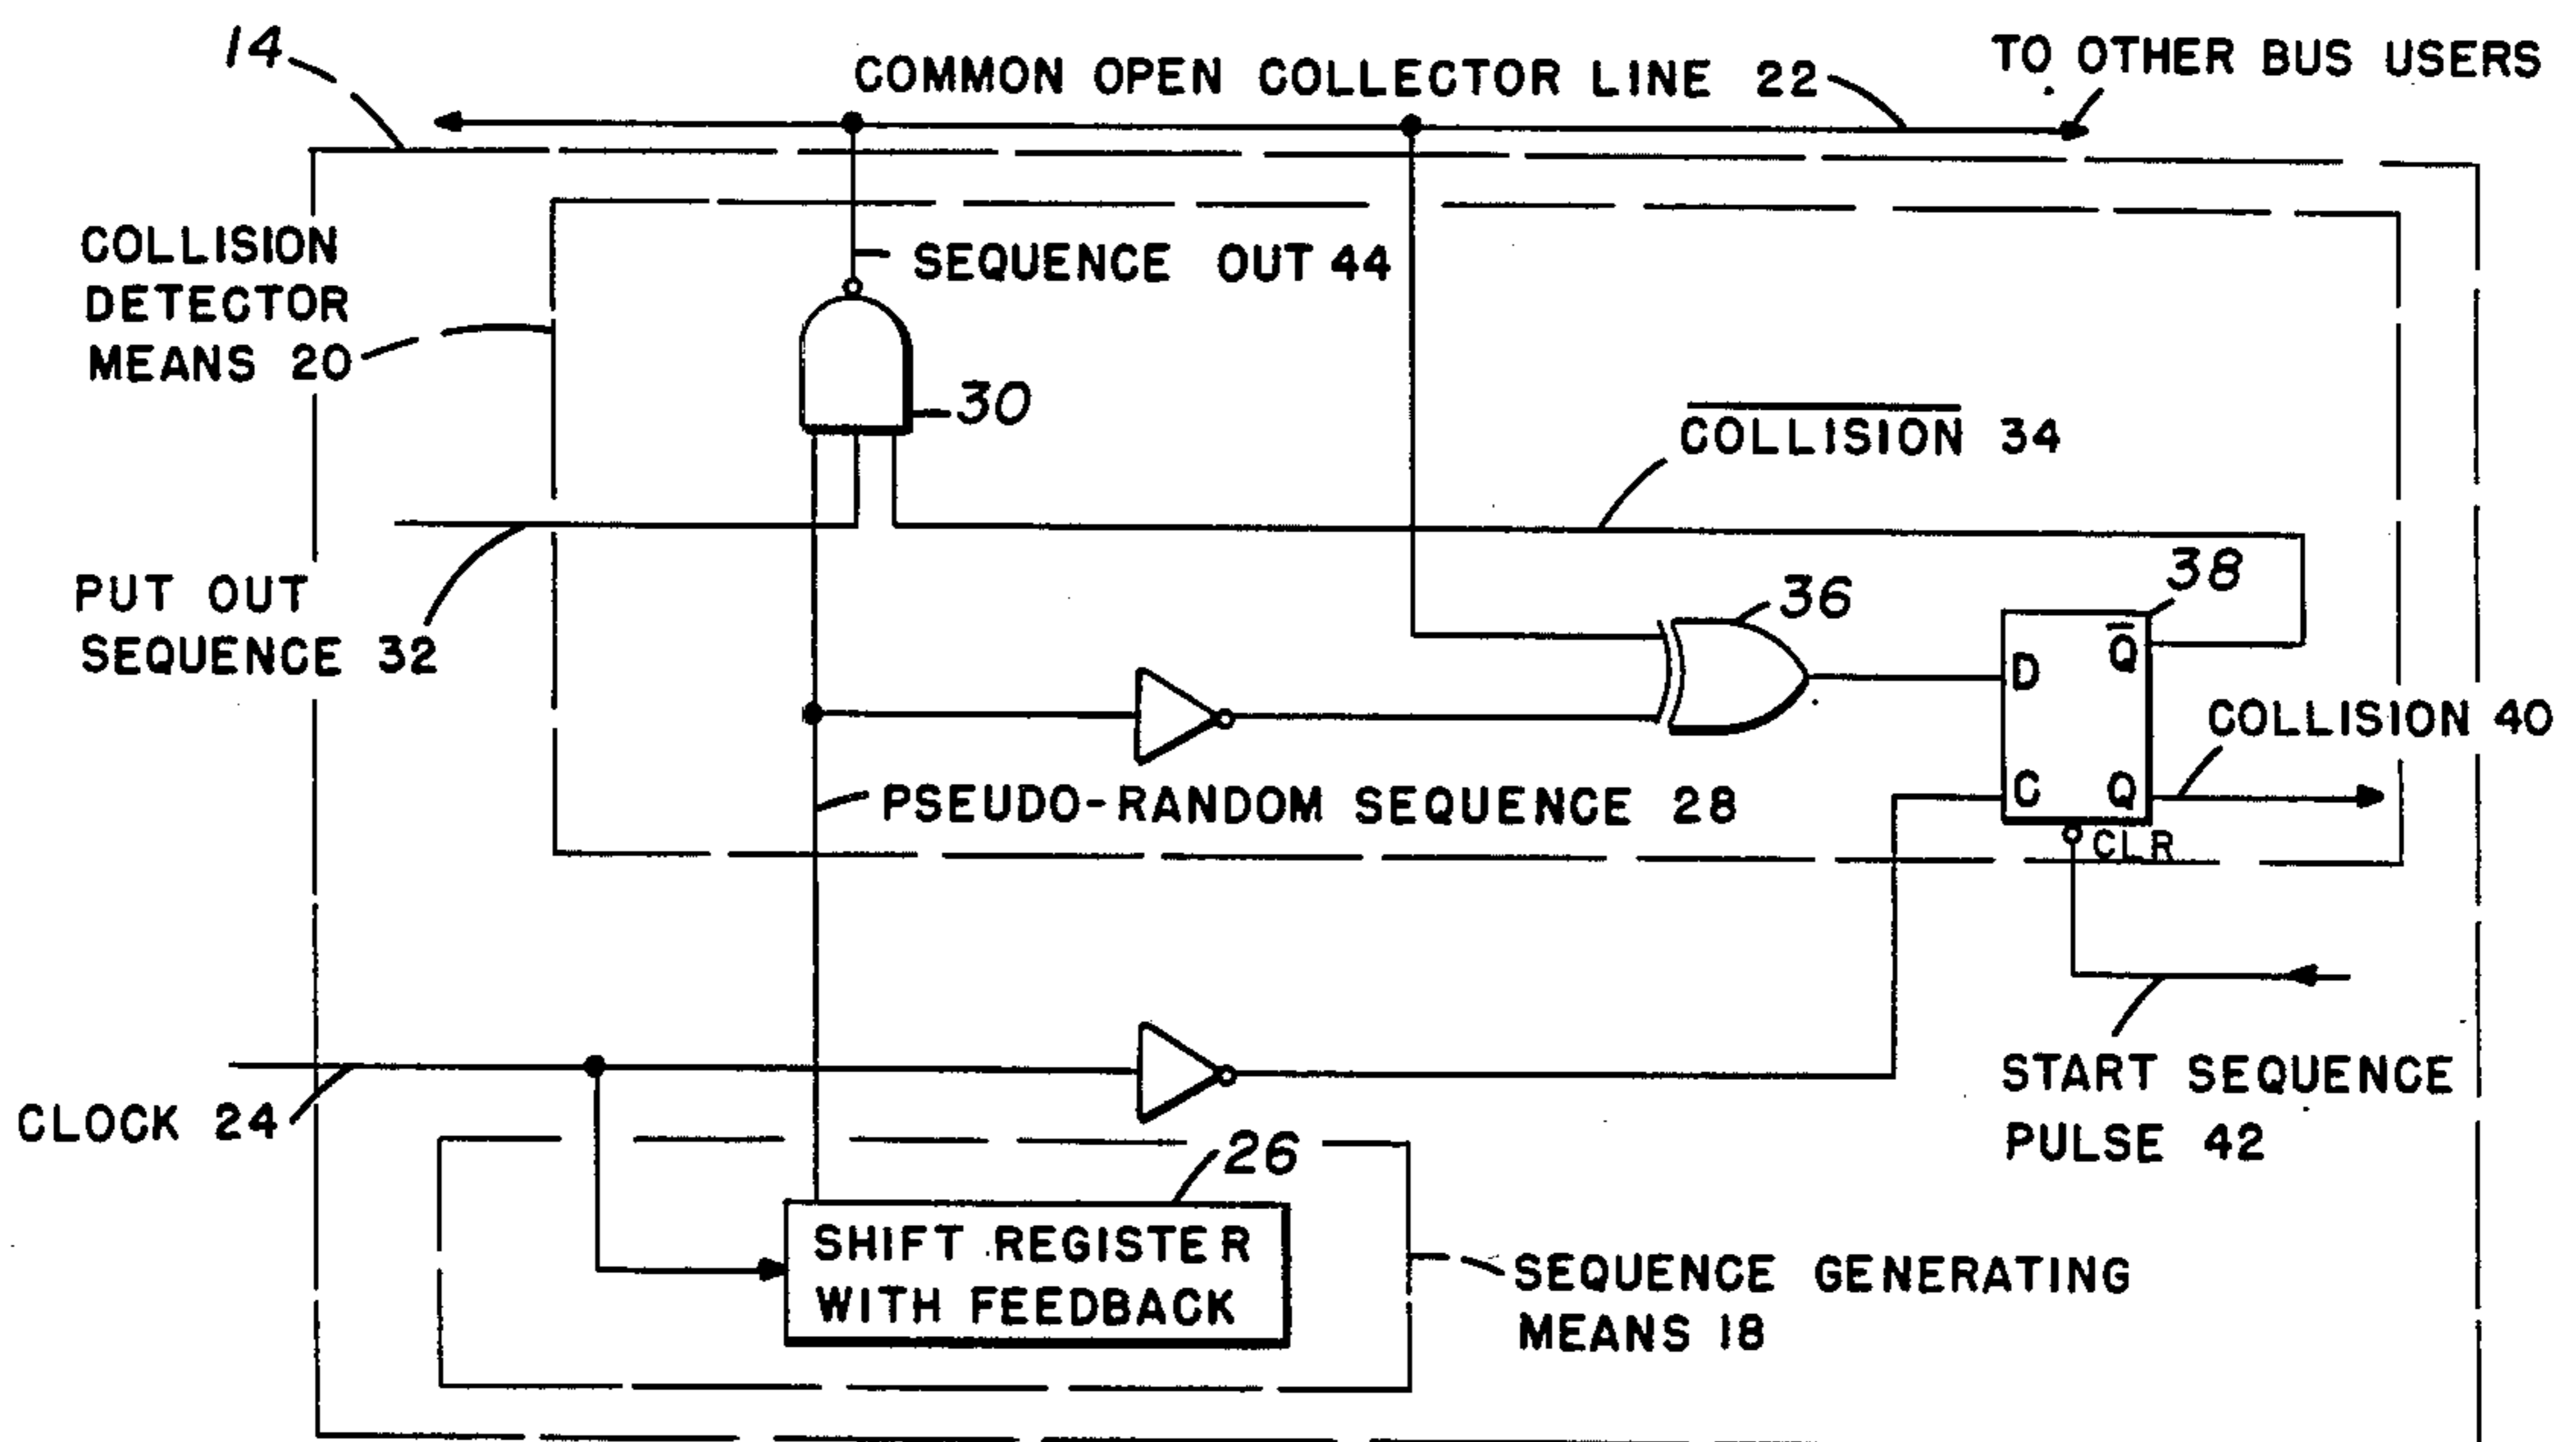 14
COMMON OPEN COLLECTOR LINE 22
TO OTHER BUS USERS
COLLISION
DETECTOR
MEANS 20
SEQUENCE OUT 44
30
COLLISION 34
PUT OUT
SEQUENCE 32
36
38
D
Q
COLLISION 40
C
Q
CLR
PSEUDO-RANDOM SEQUENCE 28
START SEQUENCE
PULSE 42
CLOCK 24
26
SHIFT REGISTER
WITH FEEDBACK
SEQUENCE GENERATING
MEANS 18